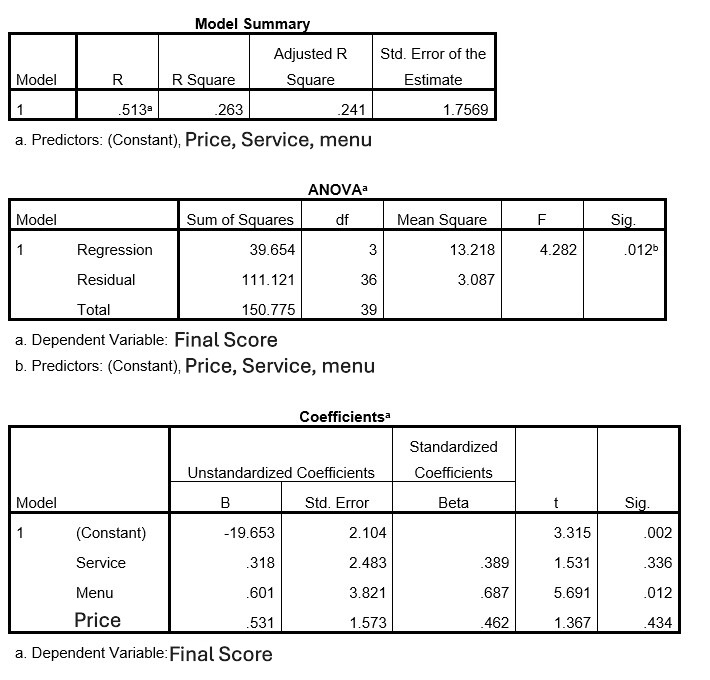 Model Summary
Model R R Square Adjusted R Square Std. Error of the Estimate
1 .513a .263 .241 1.7569
a. Predictors: (Constant), Price, Service, menu
ANOVAa
Model Sum of Squares df Mean Square F Sig.
1 Regression 39.654 3 13.218 4.282 .012b
Residual 111.121 36 3.087
Total 150.775 39
a. Dependent Variable: Final Score
b. Predictors: (Constant), Price, Service, menu
Coefficientsa
Model Unstandardized Coefficients Standardized Coefficients t Sig.
B Std. Error Beta
1 (Constant) -19.653 2.104 3.315 .002
Service .318 2.483 .389 1.531 .336
Menu .601 3.821 .687 5.691 .012
Price .531 1.573 .462 1.367 .434
a. Dependent Variable: Final Score